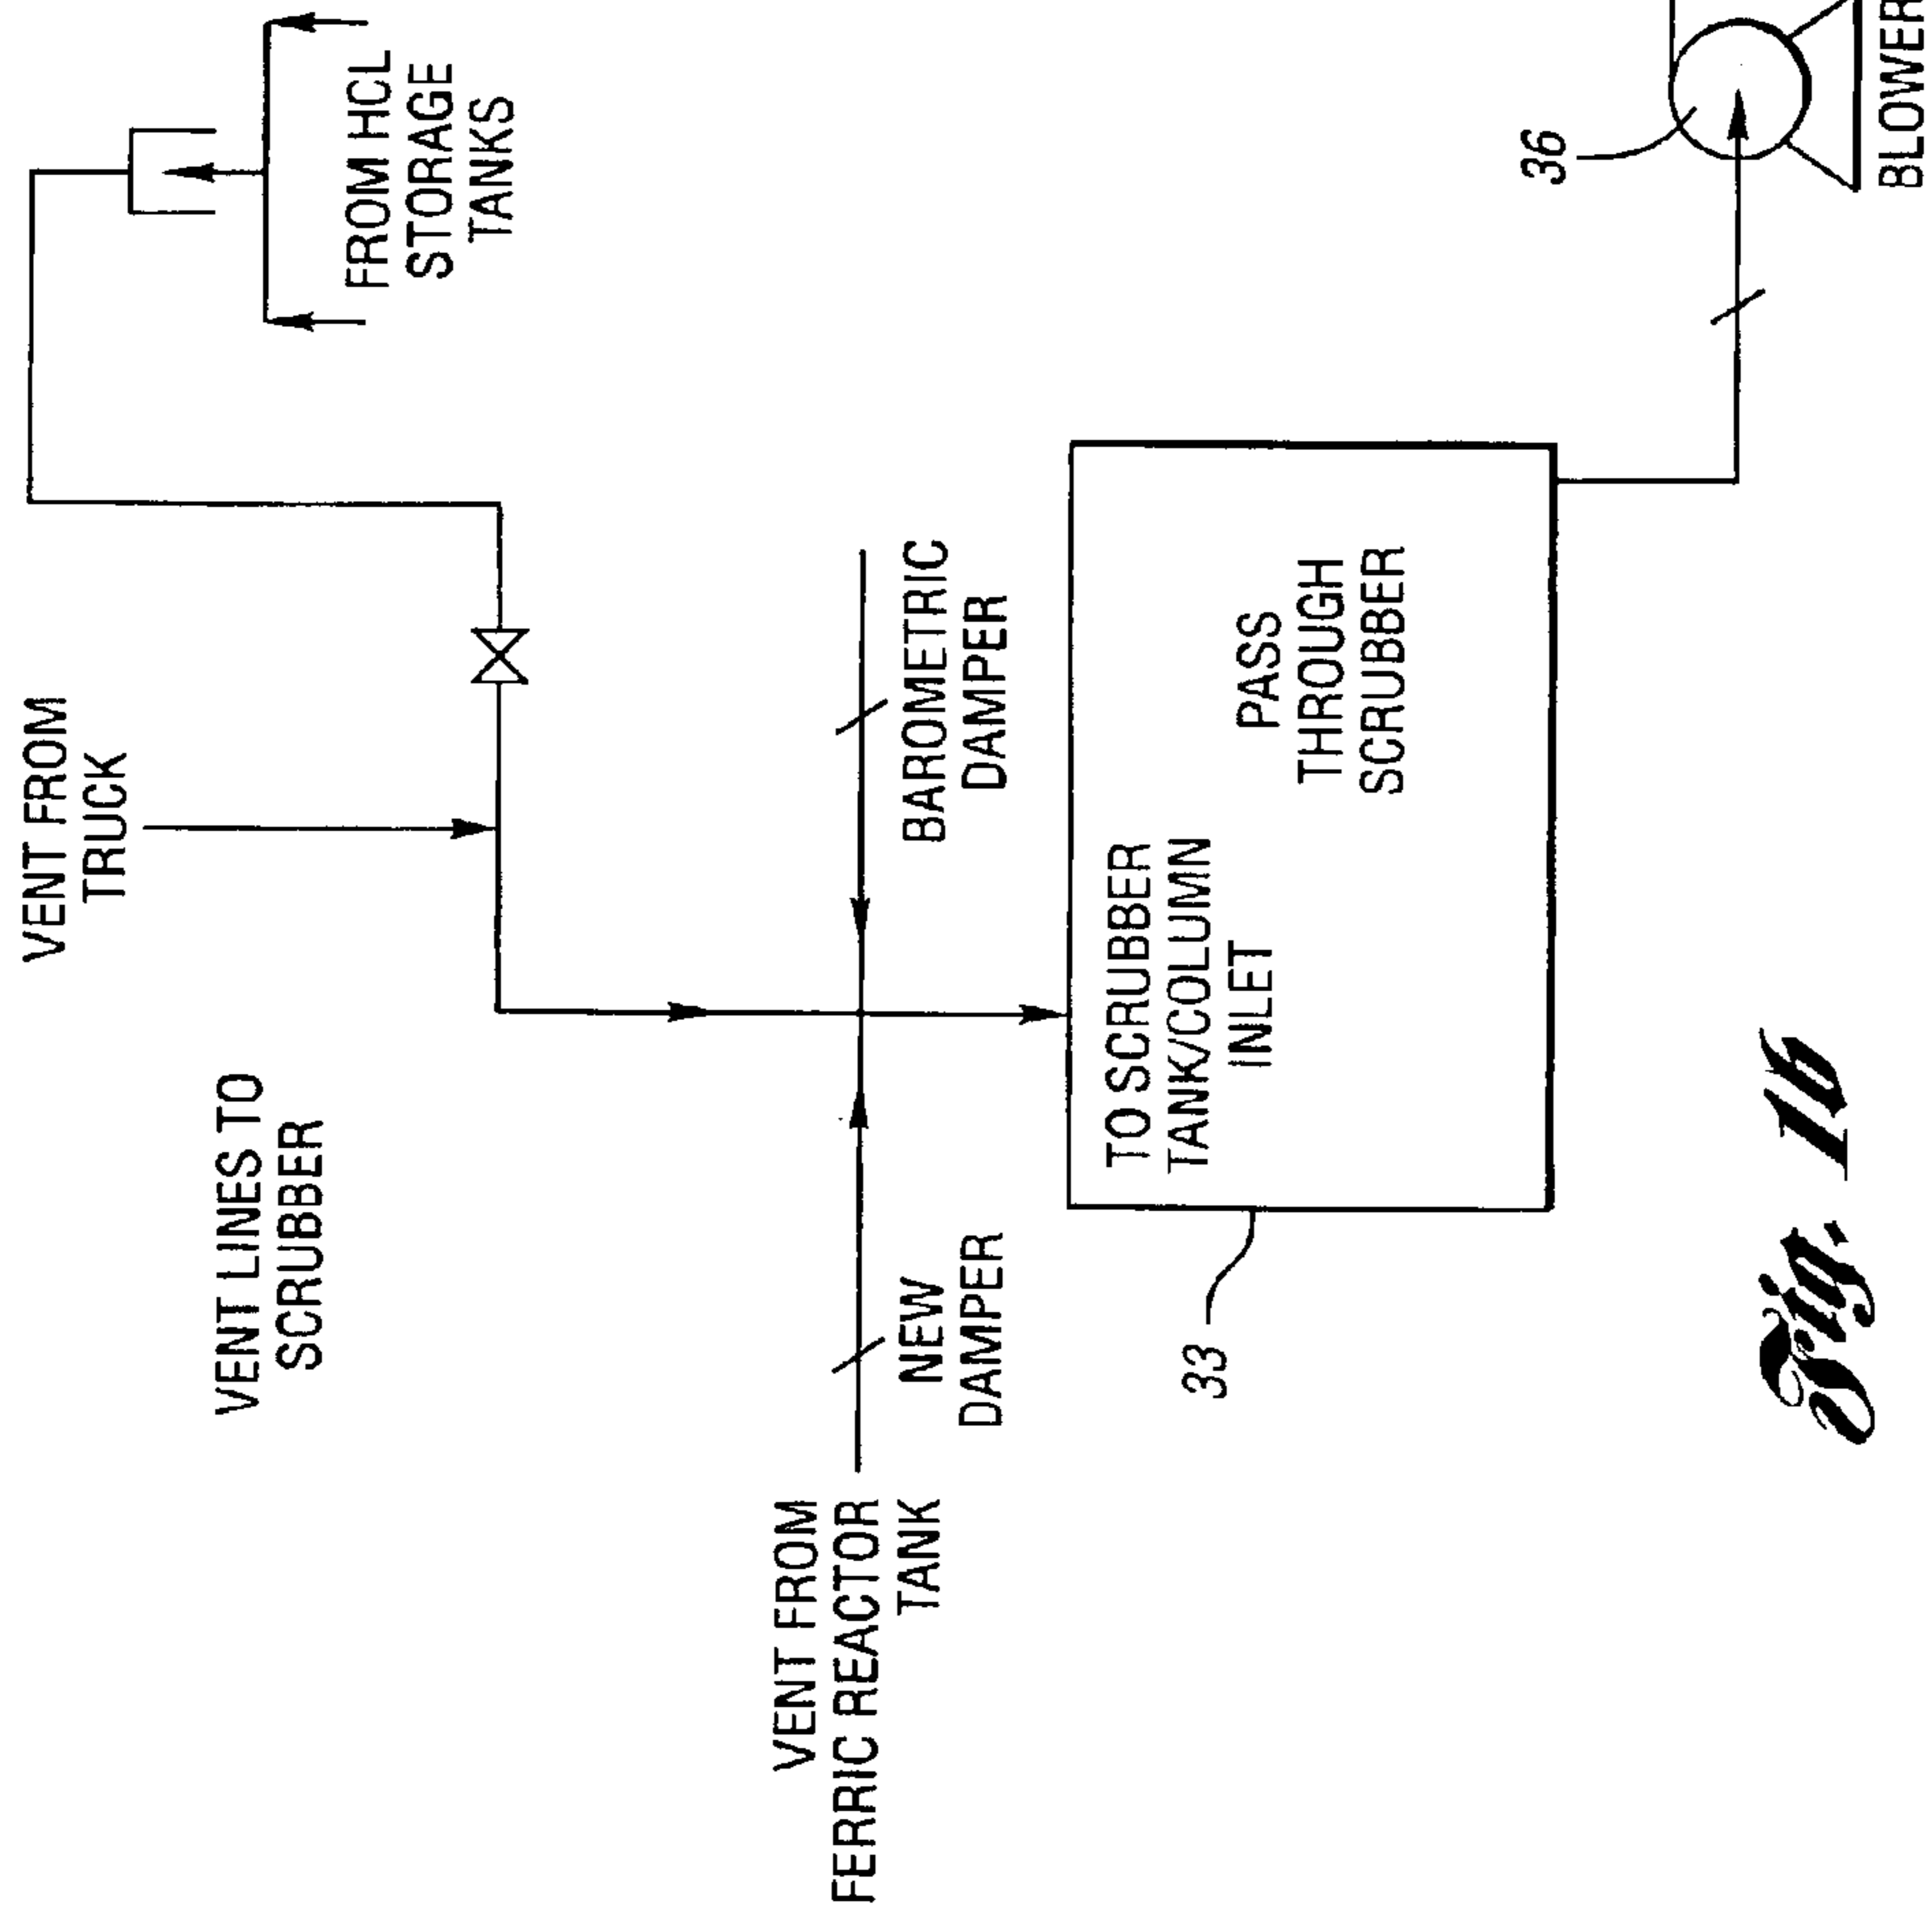 VENT LINES TO
SCRUBBER
VENT FROM
TRUCK
FROM HCL
STORAGE
TANKS
VENT FROM
FERRIC REACTOR
TANK
NEW
DAMPER
BAROMETRIC
DAMPER
33
TO SCRUBBER
TANK/COLUMN
INLET
PASS
THROUGH
SCRUBBER
36
BLOWER
Fig. 1b